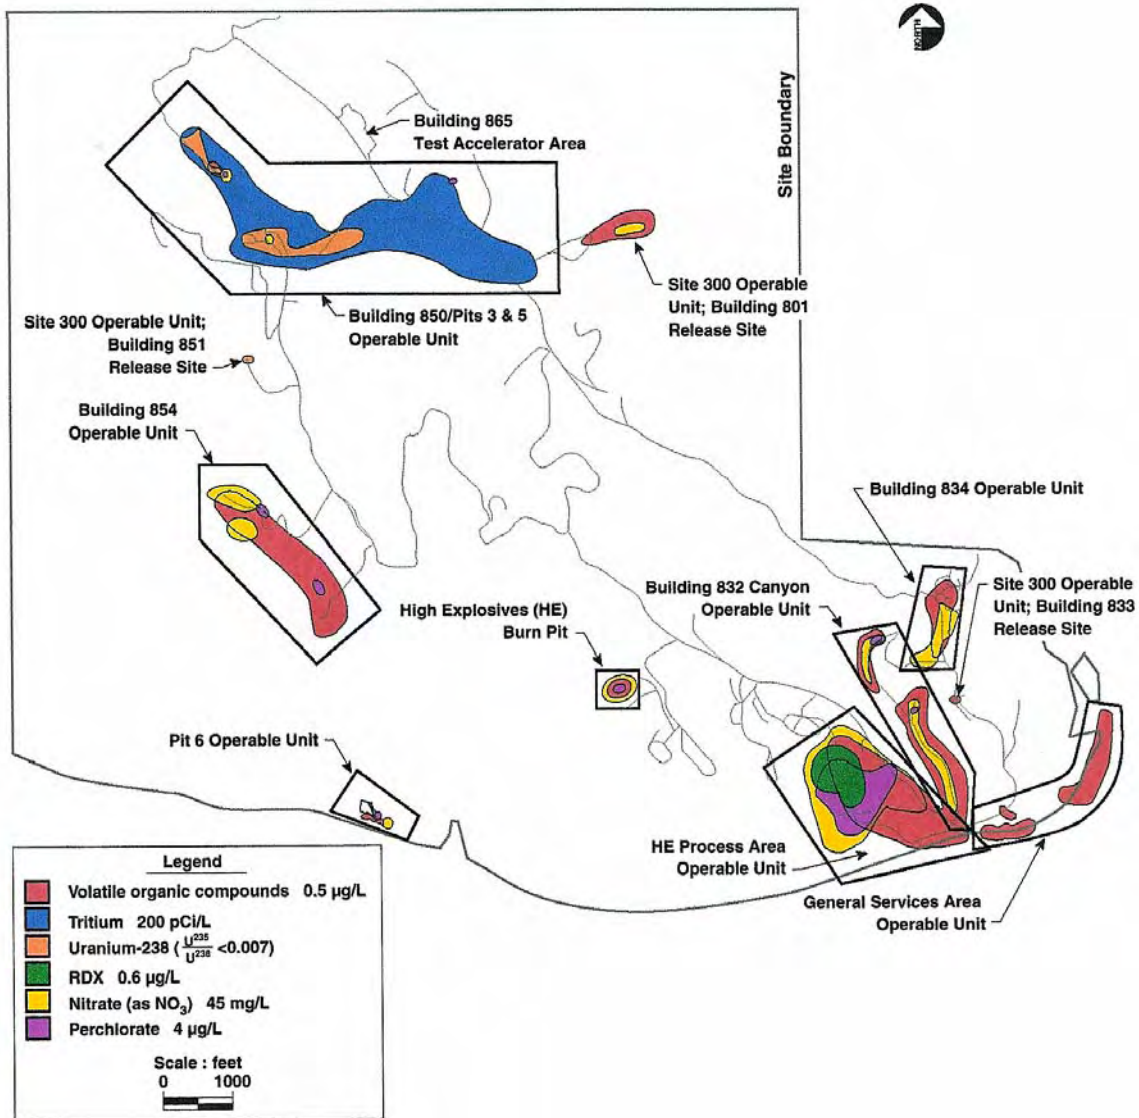 NORTH
Site Boundary
Building 865
Test Accelerator Area
Site 300 Operable
Unit; Building 801
Release Site
Building 850/Pits 3 & 5
Operable Unit
Site 300 Operable Unit;
Building 851
Release Site
Building 854
Operable Unit
Building 834 Operable Unit
Building 832 Canyon
Operable Unit
Site 300 Operable
Unit; Building 833
Release Site
High Explosives (HE)
Burn Pit
Pit 6 Operable Unit
HE Process Area
Operable Unit
General Services Area
Operable Unit
Legend
Volatile organic compounds 0.5 µg/L
Tritium 200 pCi/L
Uranium-238 (U²³⁵/U²³⁸ <0.007)
RDX 0.6 µg/L
Nitrate (as NO₃) 45 mg/L
Perchlorate 4 µg/L
Scale : feet
0 1000